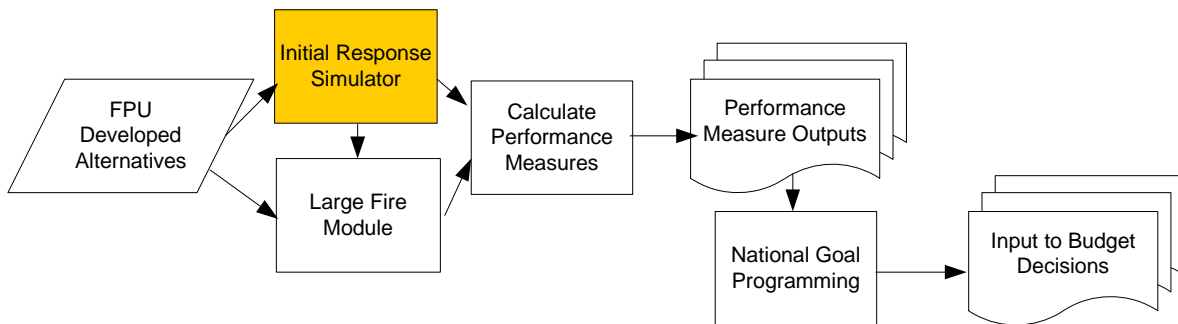 FPU
Developed
Alternatives
Initial Response
Simulator
Large Fire
Module
Calculate
Performance
Measures
Performance
Measure Outputs
National Goal
Programming
Input to Budget
Decisions